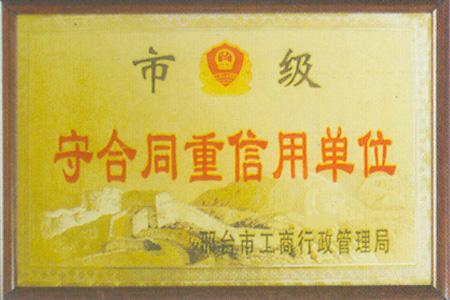 市级
守合同重信用单位
邢台市工商行政管理局